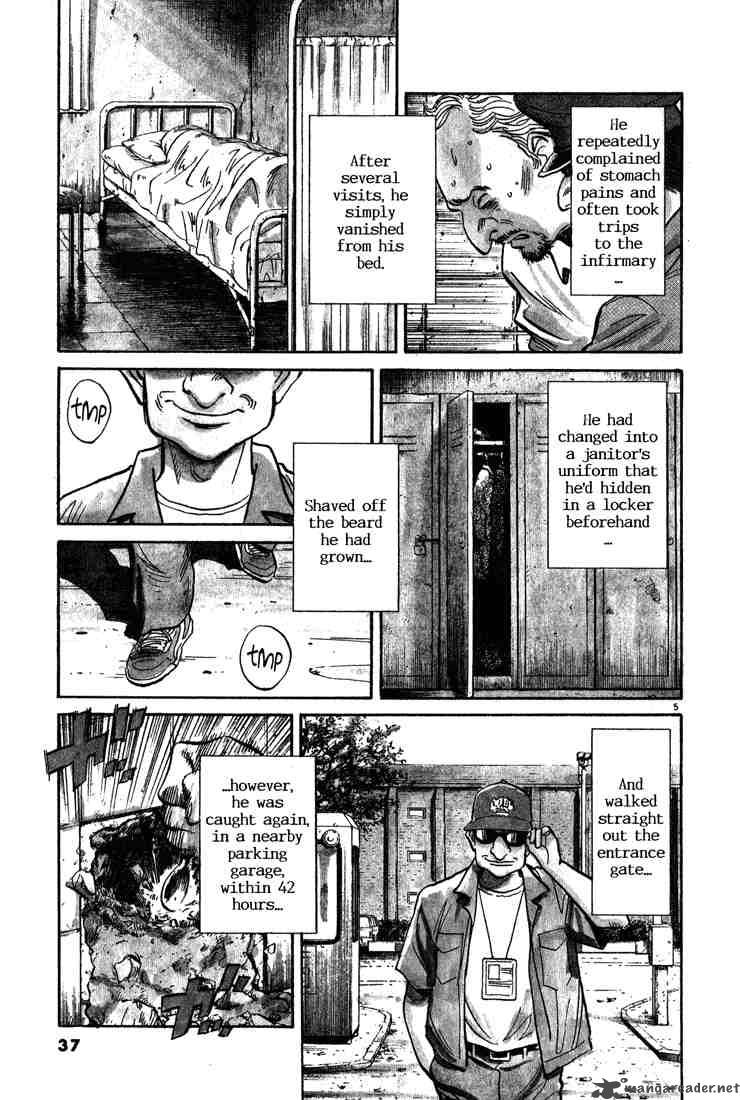 He
repeatedly
complained
of stomach
pains and
often took
trips
to the
infirmary
...
After
several
visits, he
simply
vanished
from his
bed.
He had
changed into
a janitor's
uniform that
he'd hidden
in a locker
beforehand
...
TMP
Shaved off
the beard
he had
grown...
TMP
5
And
walked
straight
out the
entrance
gate...
...however,
he was
caught again,
in a nearby
parking
garage,
within 42
hours...
ガガガ
37
mangareader.net